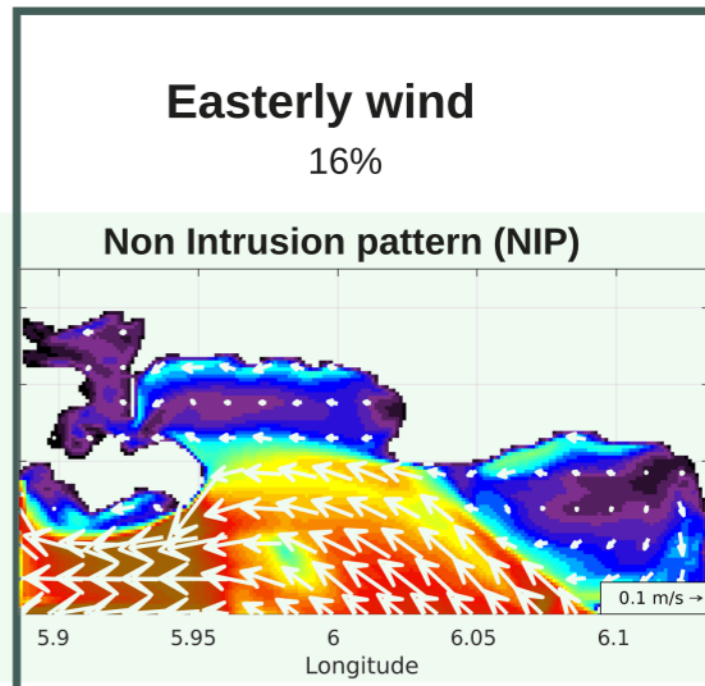 Easterly wind
16%
Non Intrusion pattern (NIP)
0.1 m/s →
5.9 5.95 6 6.05 6.1
Longitude